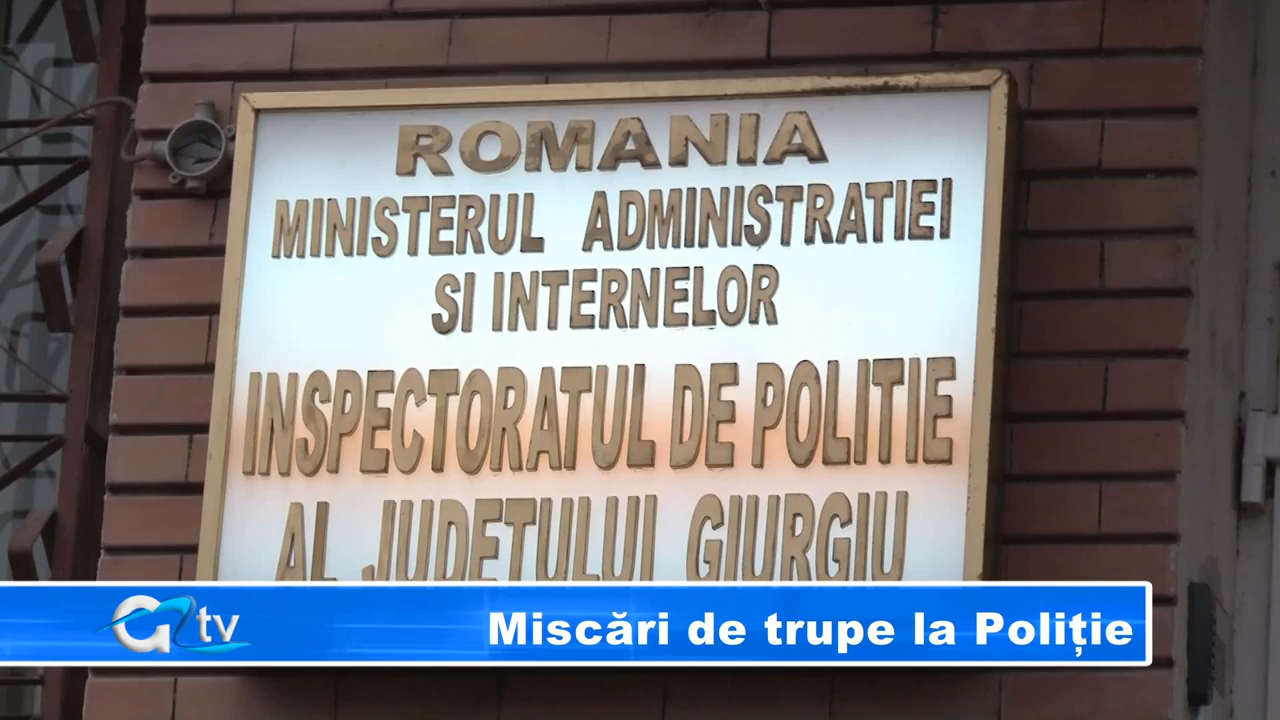 ROMANIA
MINISTERUL ADMINISTRATIEI
SI INTERNELOR
INSPECTORATUL DE POLITIE
AL JUDETULUI GIURGIU
G tv
Miscări de trupe la Poliție